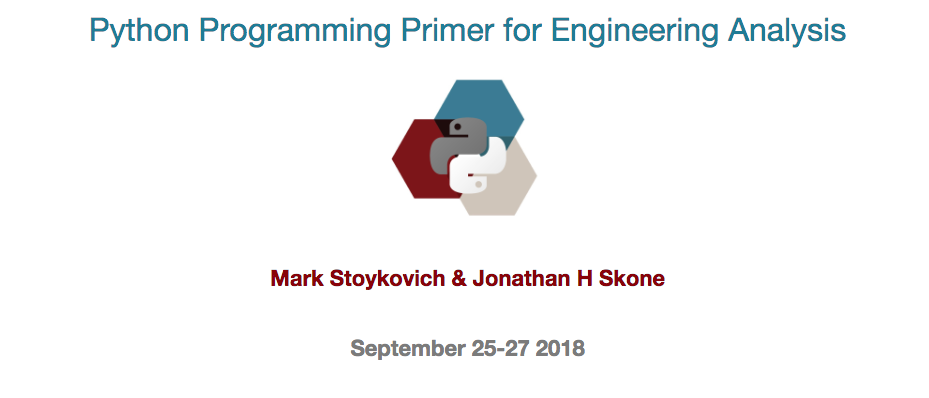 Python Programming Primer for Engineering Analysis
Mark Stoykovich & Jonathan H Skone
September 25-27 2018